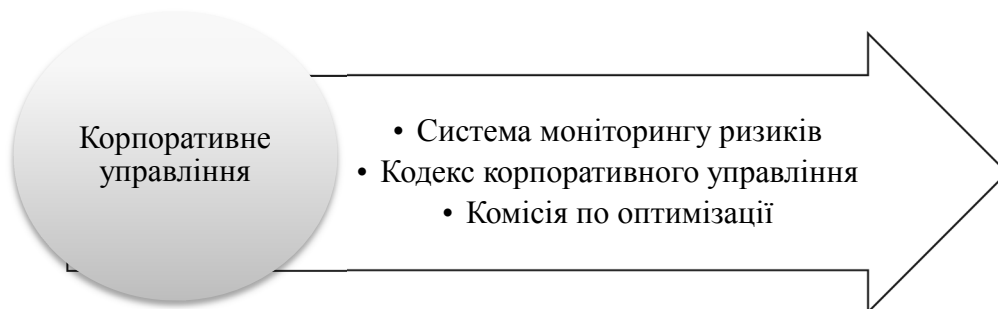 Корпоративне
управління
• Система моніторингу ризиків
• Кодекс корпоративного управління
• Комісія по оптимізації